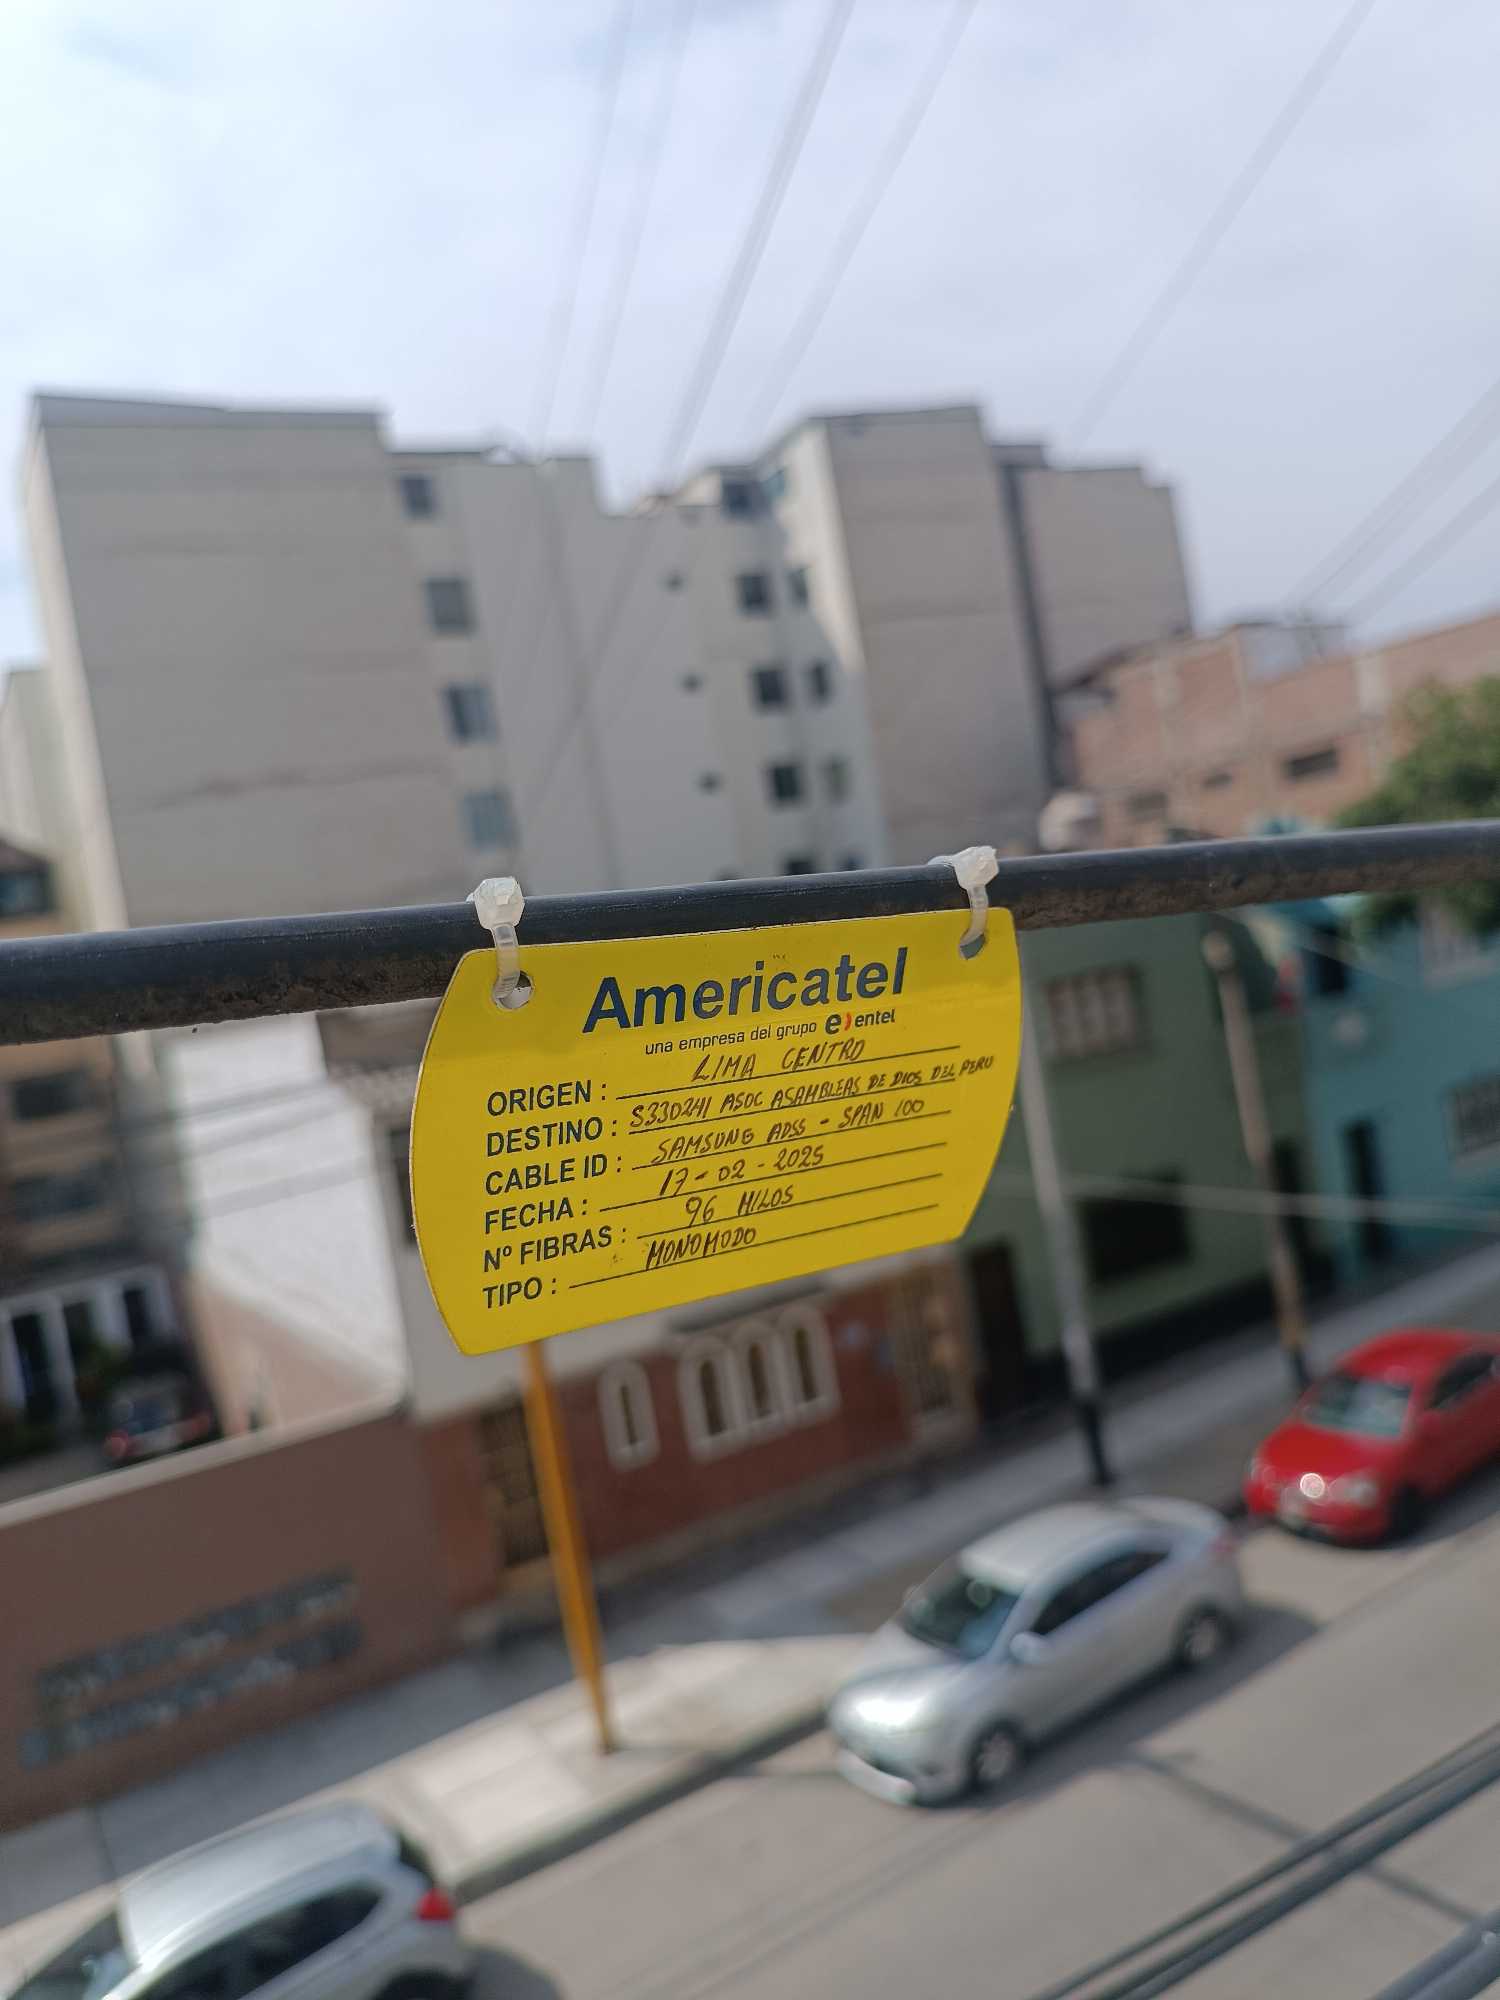 Americatel
una empresa del grupo entel
ORIGEN : LIMA CENTRO
DESTINO : S330241 ASOC ASAMBLEAS DE DIOS DEL PERU
CABLE ID : SAMSUNG ADSS - SPAN 100
FECHA : 17-02-2025
Nº FIBRAS : 96 HILOS
TIPO : MONOMODO